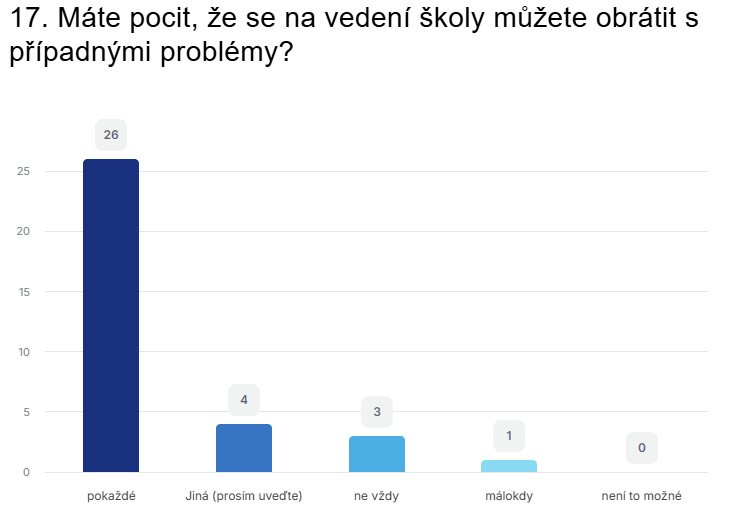 17. Máte pocit, že se na vedení školy můžete obrátit s
případnými problémy?
26
25
20
15
10
5
0
4
3
1
0
pokaždé
Jiná (prosím uveďte)
ne vždy
málokdy
není to možné